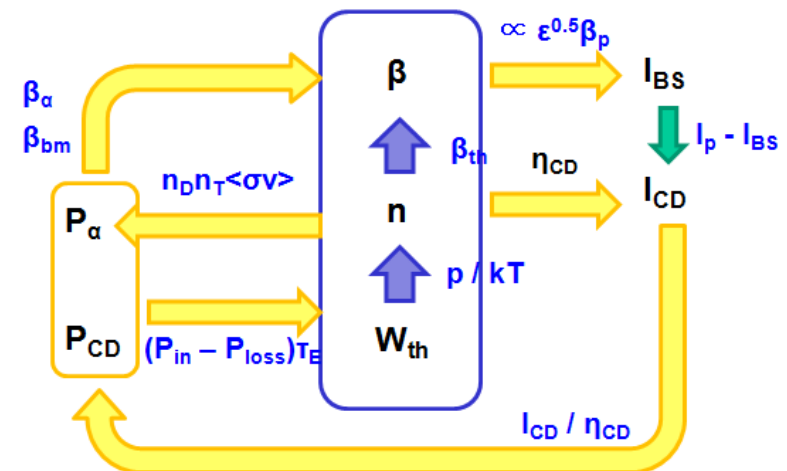 ∝ ε0.5βp
β
IBS
βα
βbm
Ip - IBS
βth
ηCD
nDnT<σv>
ICD
Pα
n
p / kT
PCD
(Pin – Ploss)τE
Wth
ICD / ηCD